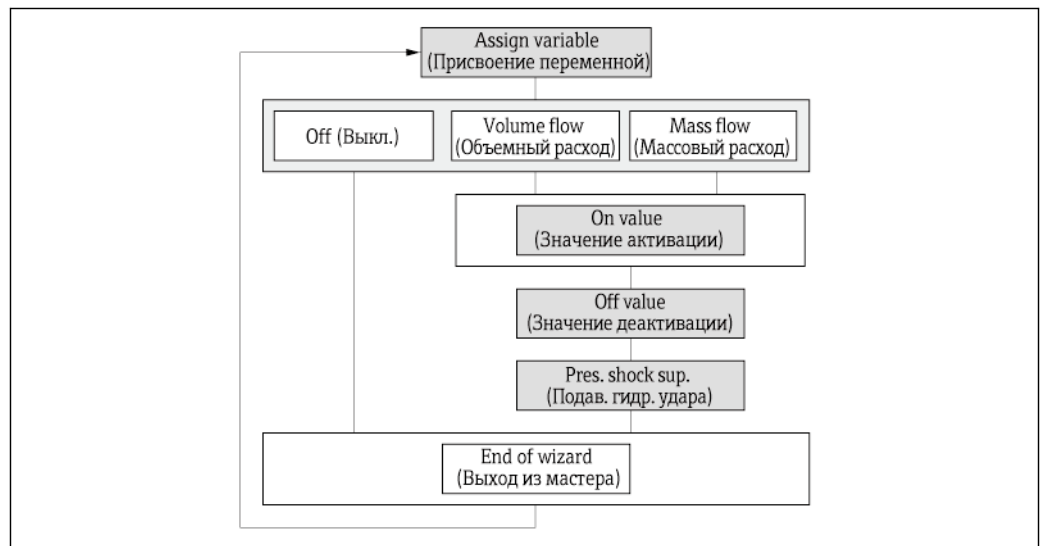 Assign variable
(Присвоение переменной)
Off (Выкл.)
Volume flow
(Объемный расход)
Mass flow
(Массовый расход)
On value
(Значение активации)
Off value
(Значение деактивации)
Pres. shock sup.
(Подав. гидр. удара)
End of wizard
(Выход из мастера)